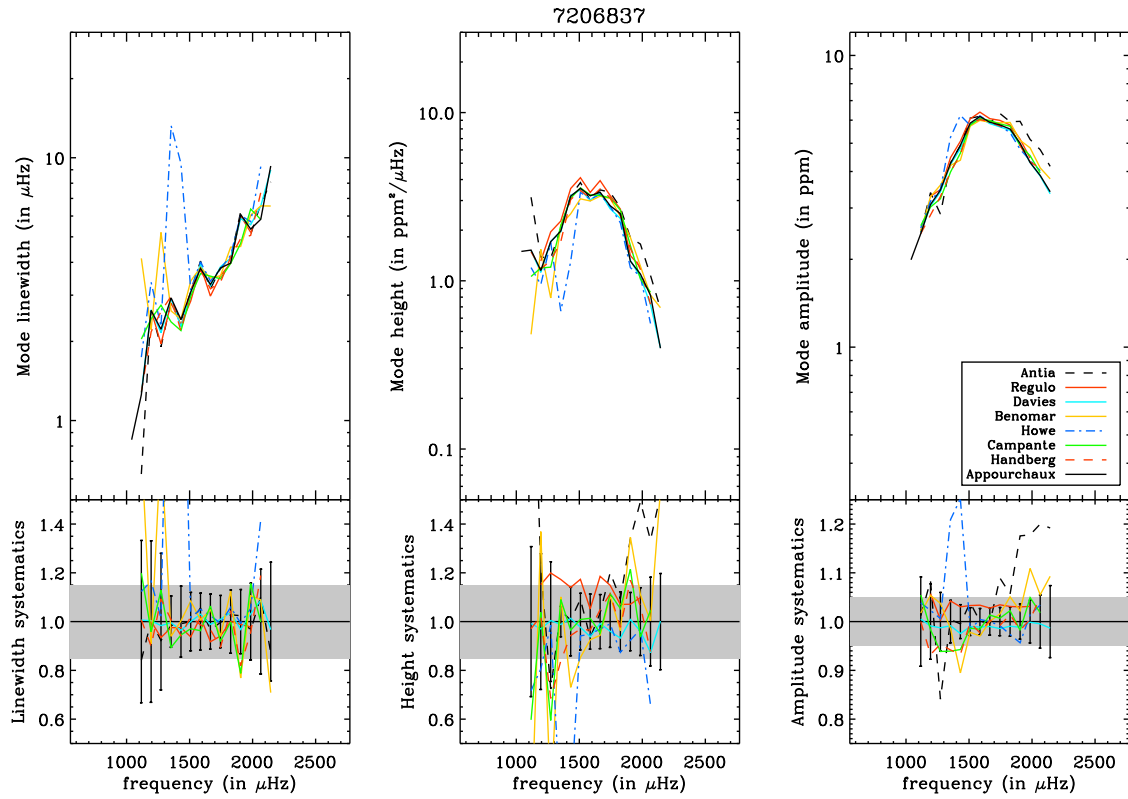 7206837
Mode linewidth (in μHz)
10
1
Mode height (in ppm²/μHz)
10.0
1.0
0.1
Mode amplitude (in ppm)
10
1
Antia
Regulo
Davies
Benomar
Howe
Campante
Handberg
Appourchaux
Linewidth systematics
1.4
1.2
1.0
0.8
0.6
1000 1500 2000 2500
frequency (in μHz)
Height systematics
1.4
1.2
1.0
0.8
0.6
1000 1500 2000 2500
frequency (in μHz)
Amplitude systematics
1.2
1.1
1.0
0.9
0.8
1000 1500 2000 2500
frequency (in μHz)